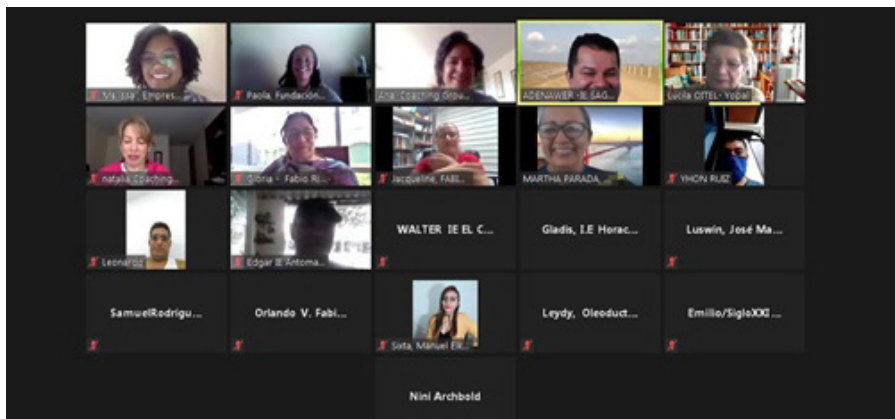 Melissa, Empres...
Paola, Fundación...
Ana. Coaching Grou...
ADENAWER -IE SAG...
Lucila OITEL- Yopal
natalia Coaching...
Gloria - Fabio Ri...
Jacqueline, FABI...
MARTHA PARADA,
YHON RUIZ
Leonardo
Edgar IE Antoma...
WALTER IE EL C...
Gladis, I.E Horac...
Luswin, José Ma...
SamuelRodrigu...
Orlando V. Fabi...
Sixta, Manuel Elk...
Leydy, Oleoduct...
Emilio/SigloXXI ...
Nini Archbold